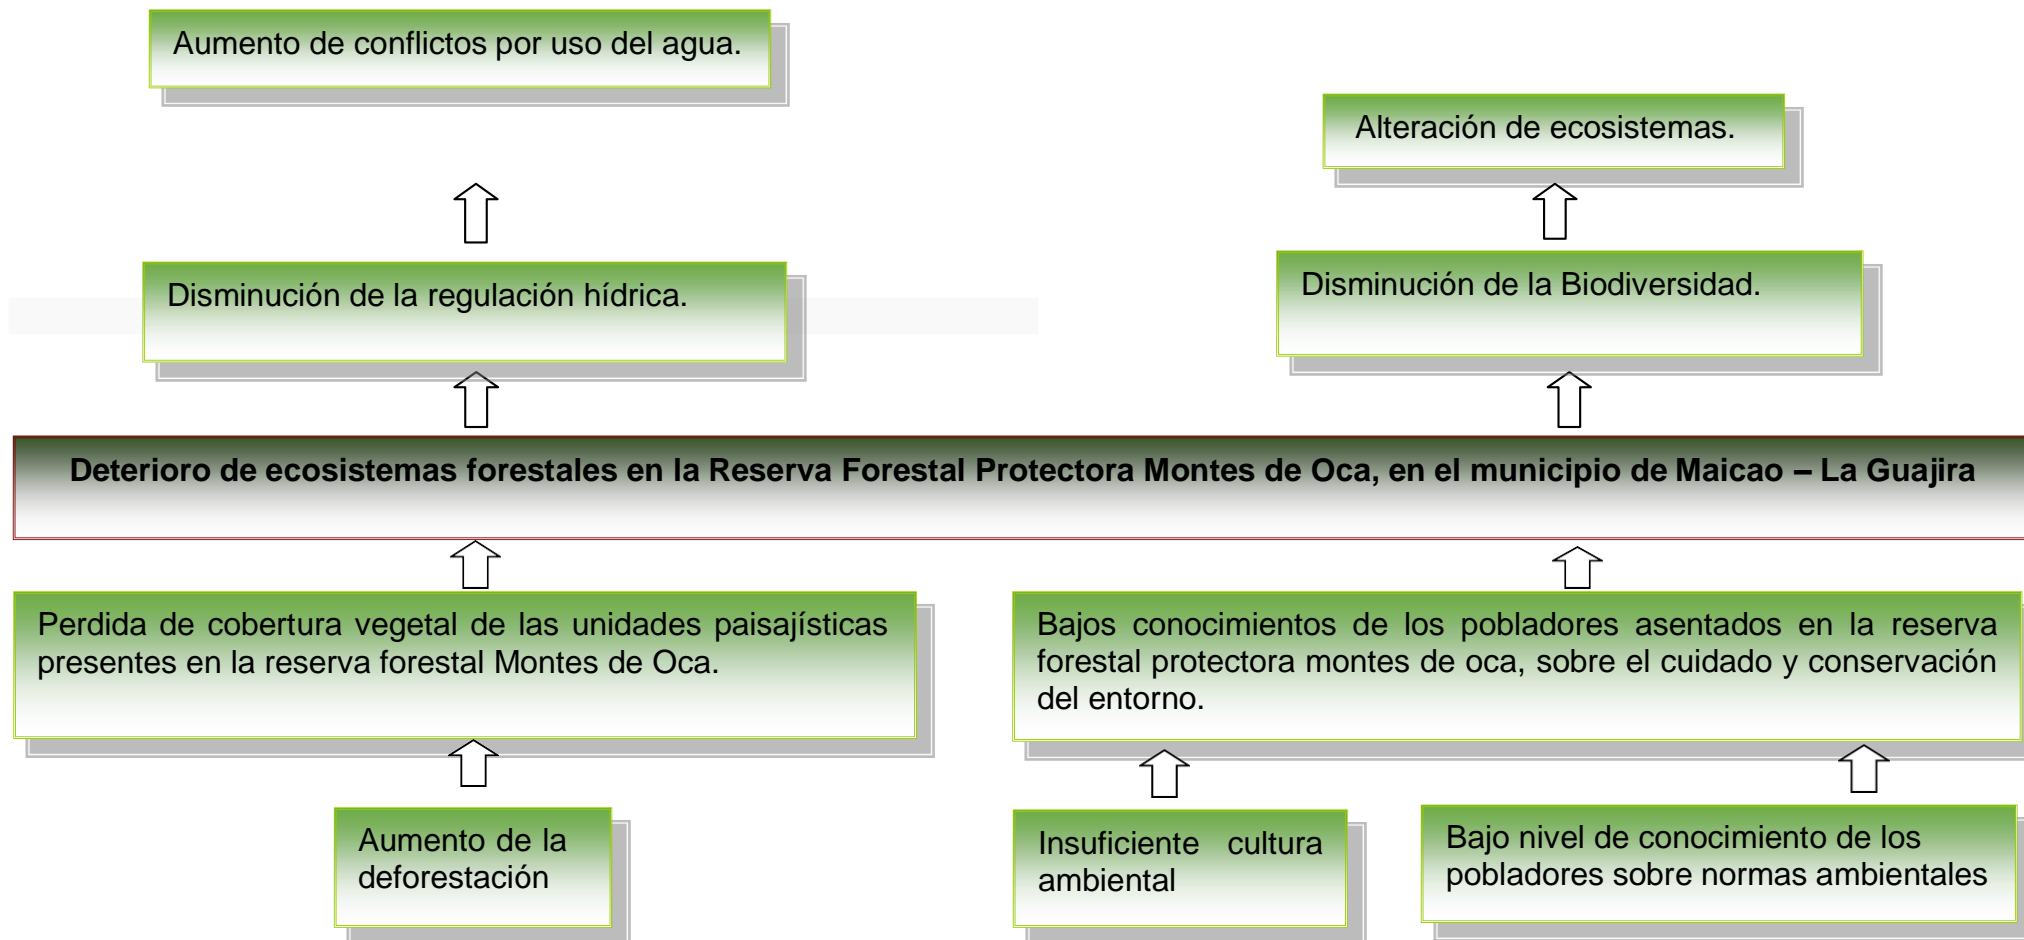 Aumento de conflictos por uso del agua.
Alteración de ecosistemas.
Disminución de la regulación hídrica.
Disminución de la Biodiversidad.
Deterioro de ecosistemas forestales en la Reserva Forestal Protectora Montes de Oca, en el municipio de Maicao – La Guajira
Perdida de cobertura vegetal de las unidades paisajísticas
presentes en la reserva forestal Montes de Oca.
Bajos conocimientos de los pobladores asentados en la reserva
forestal protectora montes de oca, sobre el cuidado y conservación
del entorno.
Aumento de la
deforestación
Insuficiente cultura
ambiental
Bajo nivel de conocimiento de los
pobladores sobre normas ambientales